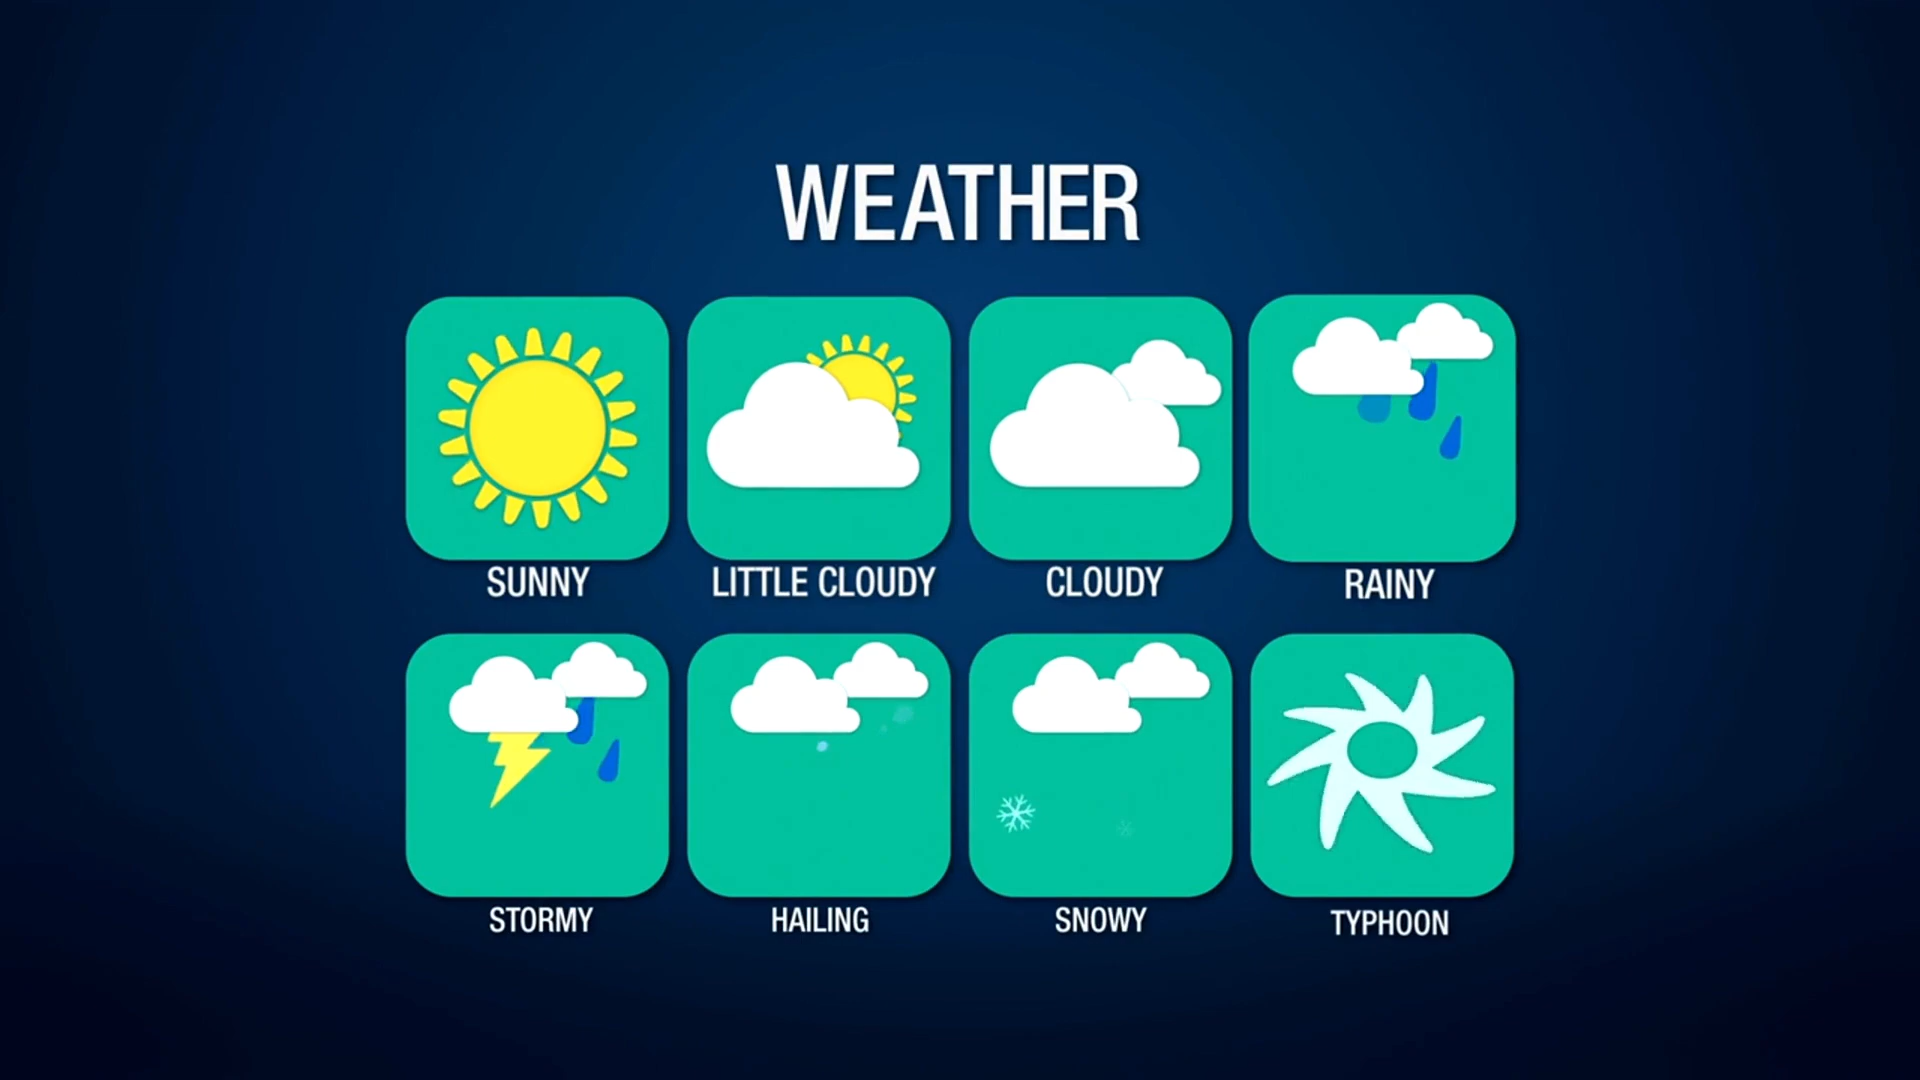 WEATHER
SUNNY
LITTLE CLOUDY
CLOUDY
RAINY
STORMY
HAILING
SNOWY
TYPHOON